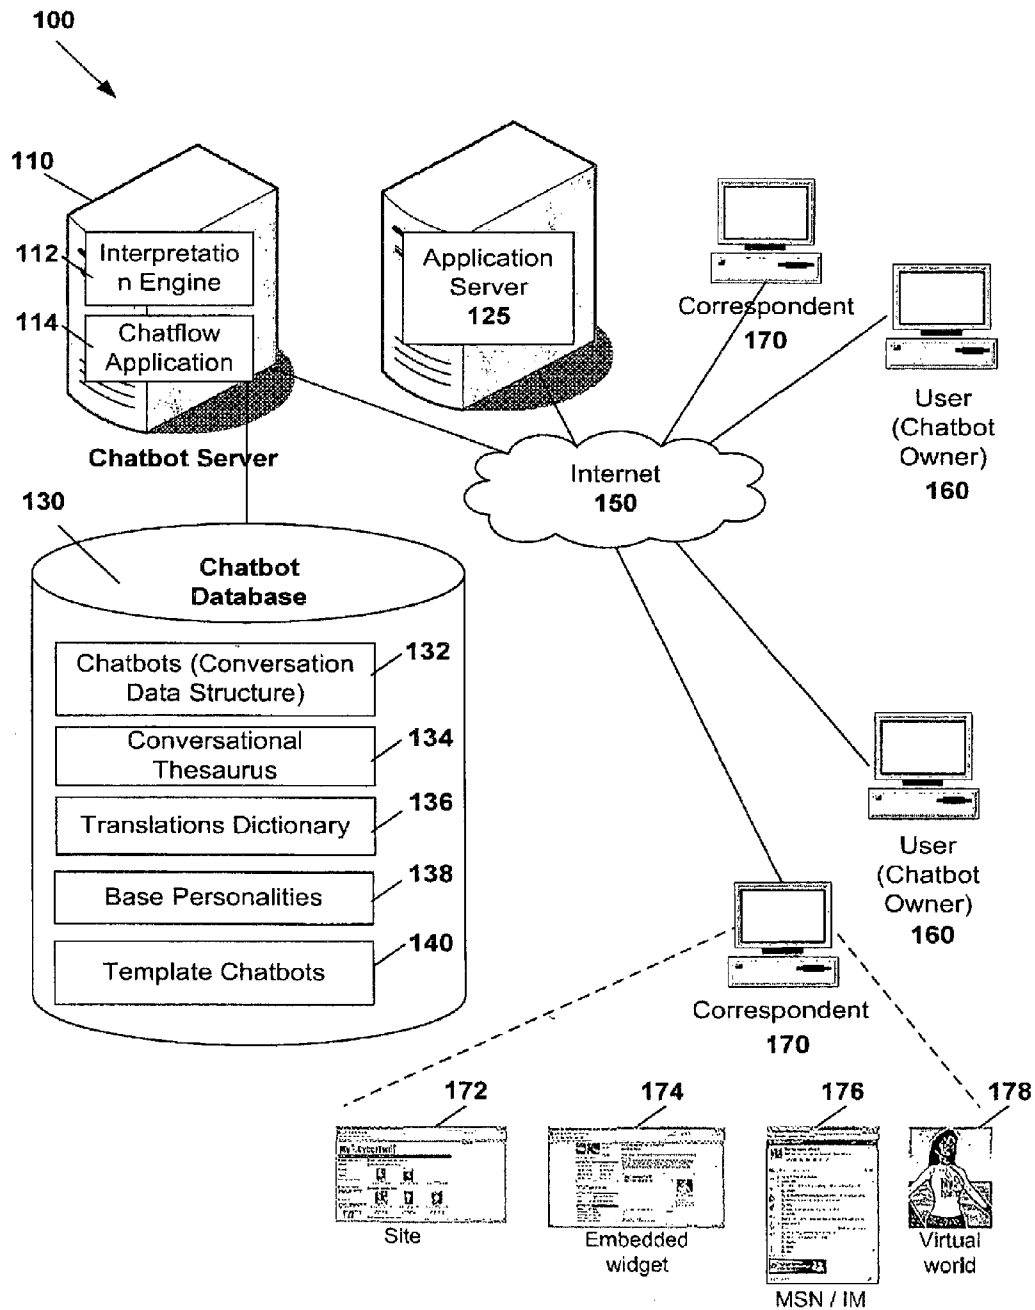 100
110
112
Interpretatio
n Engine
114
Chatflow
Application
Chatbot Server
Application
Server
125
Correspondent
170
User
(Chatbot
Owner)
160
Internet
150
130
Chatbot
Database
Chatbots (Conversation
Data Structure)
132
Conversational
Thesaurus
134
Translations Dictionary
136
Base Personalities
138
Template Chatbots
140
User
(Chatbot
Owner)
160
Correspondent
170
172
174
176
178
Site
Embedded
widget
MSN / IM
Virtual
world